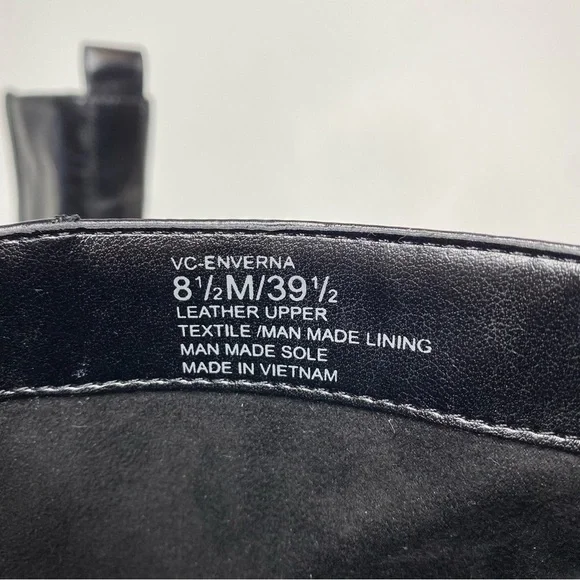 VC-ENVERNA
8½M/39½
LEATHER UPPER
TEXTILE /MAN MADE LINING
MAN MADE SOLE
MADE IN VIETNAM